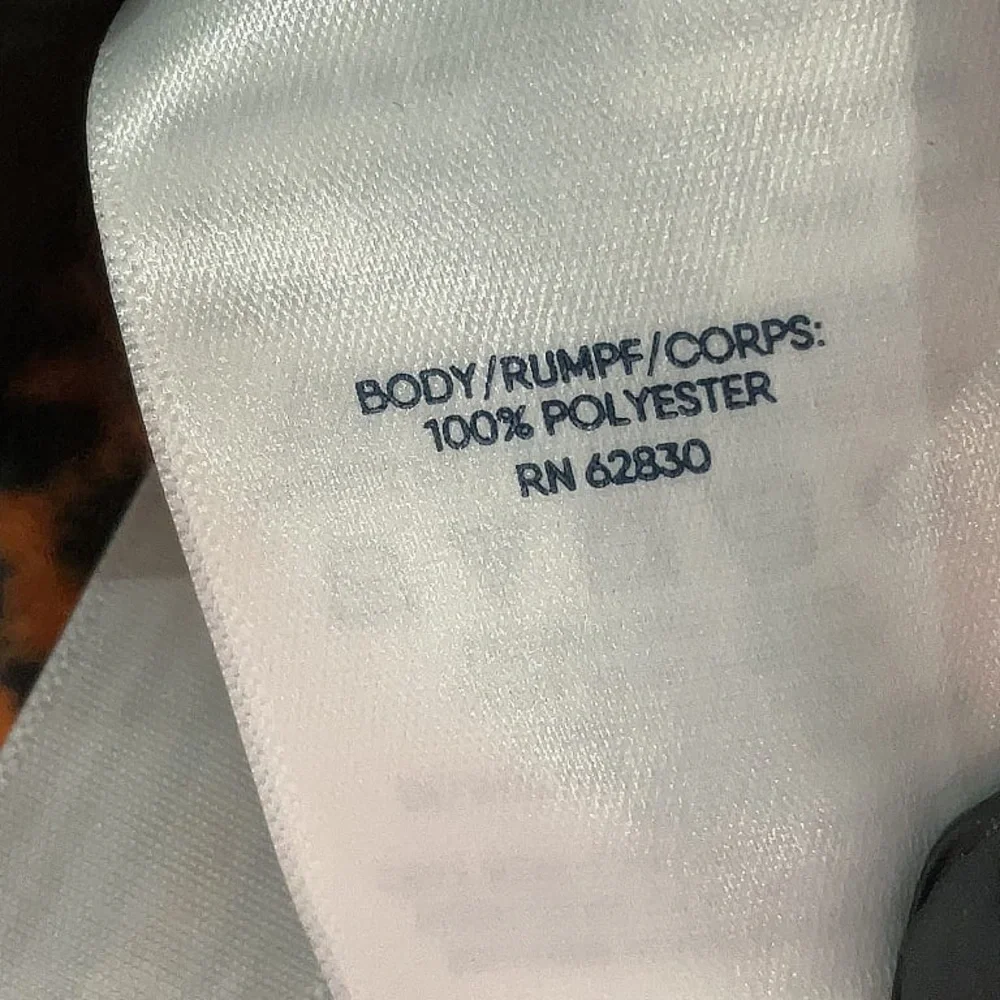 BODY/RUMPF/CORPS:
100% POLYESTER
RN 62830